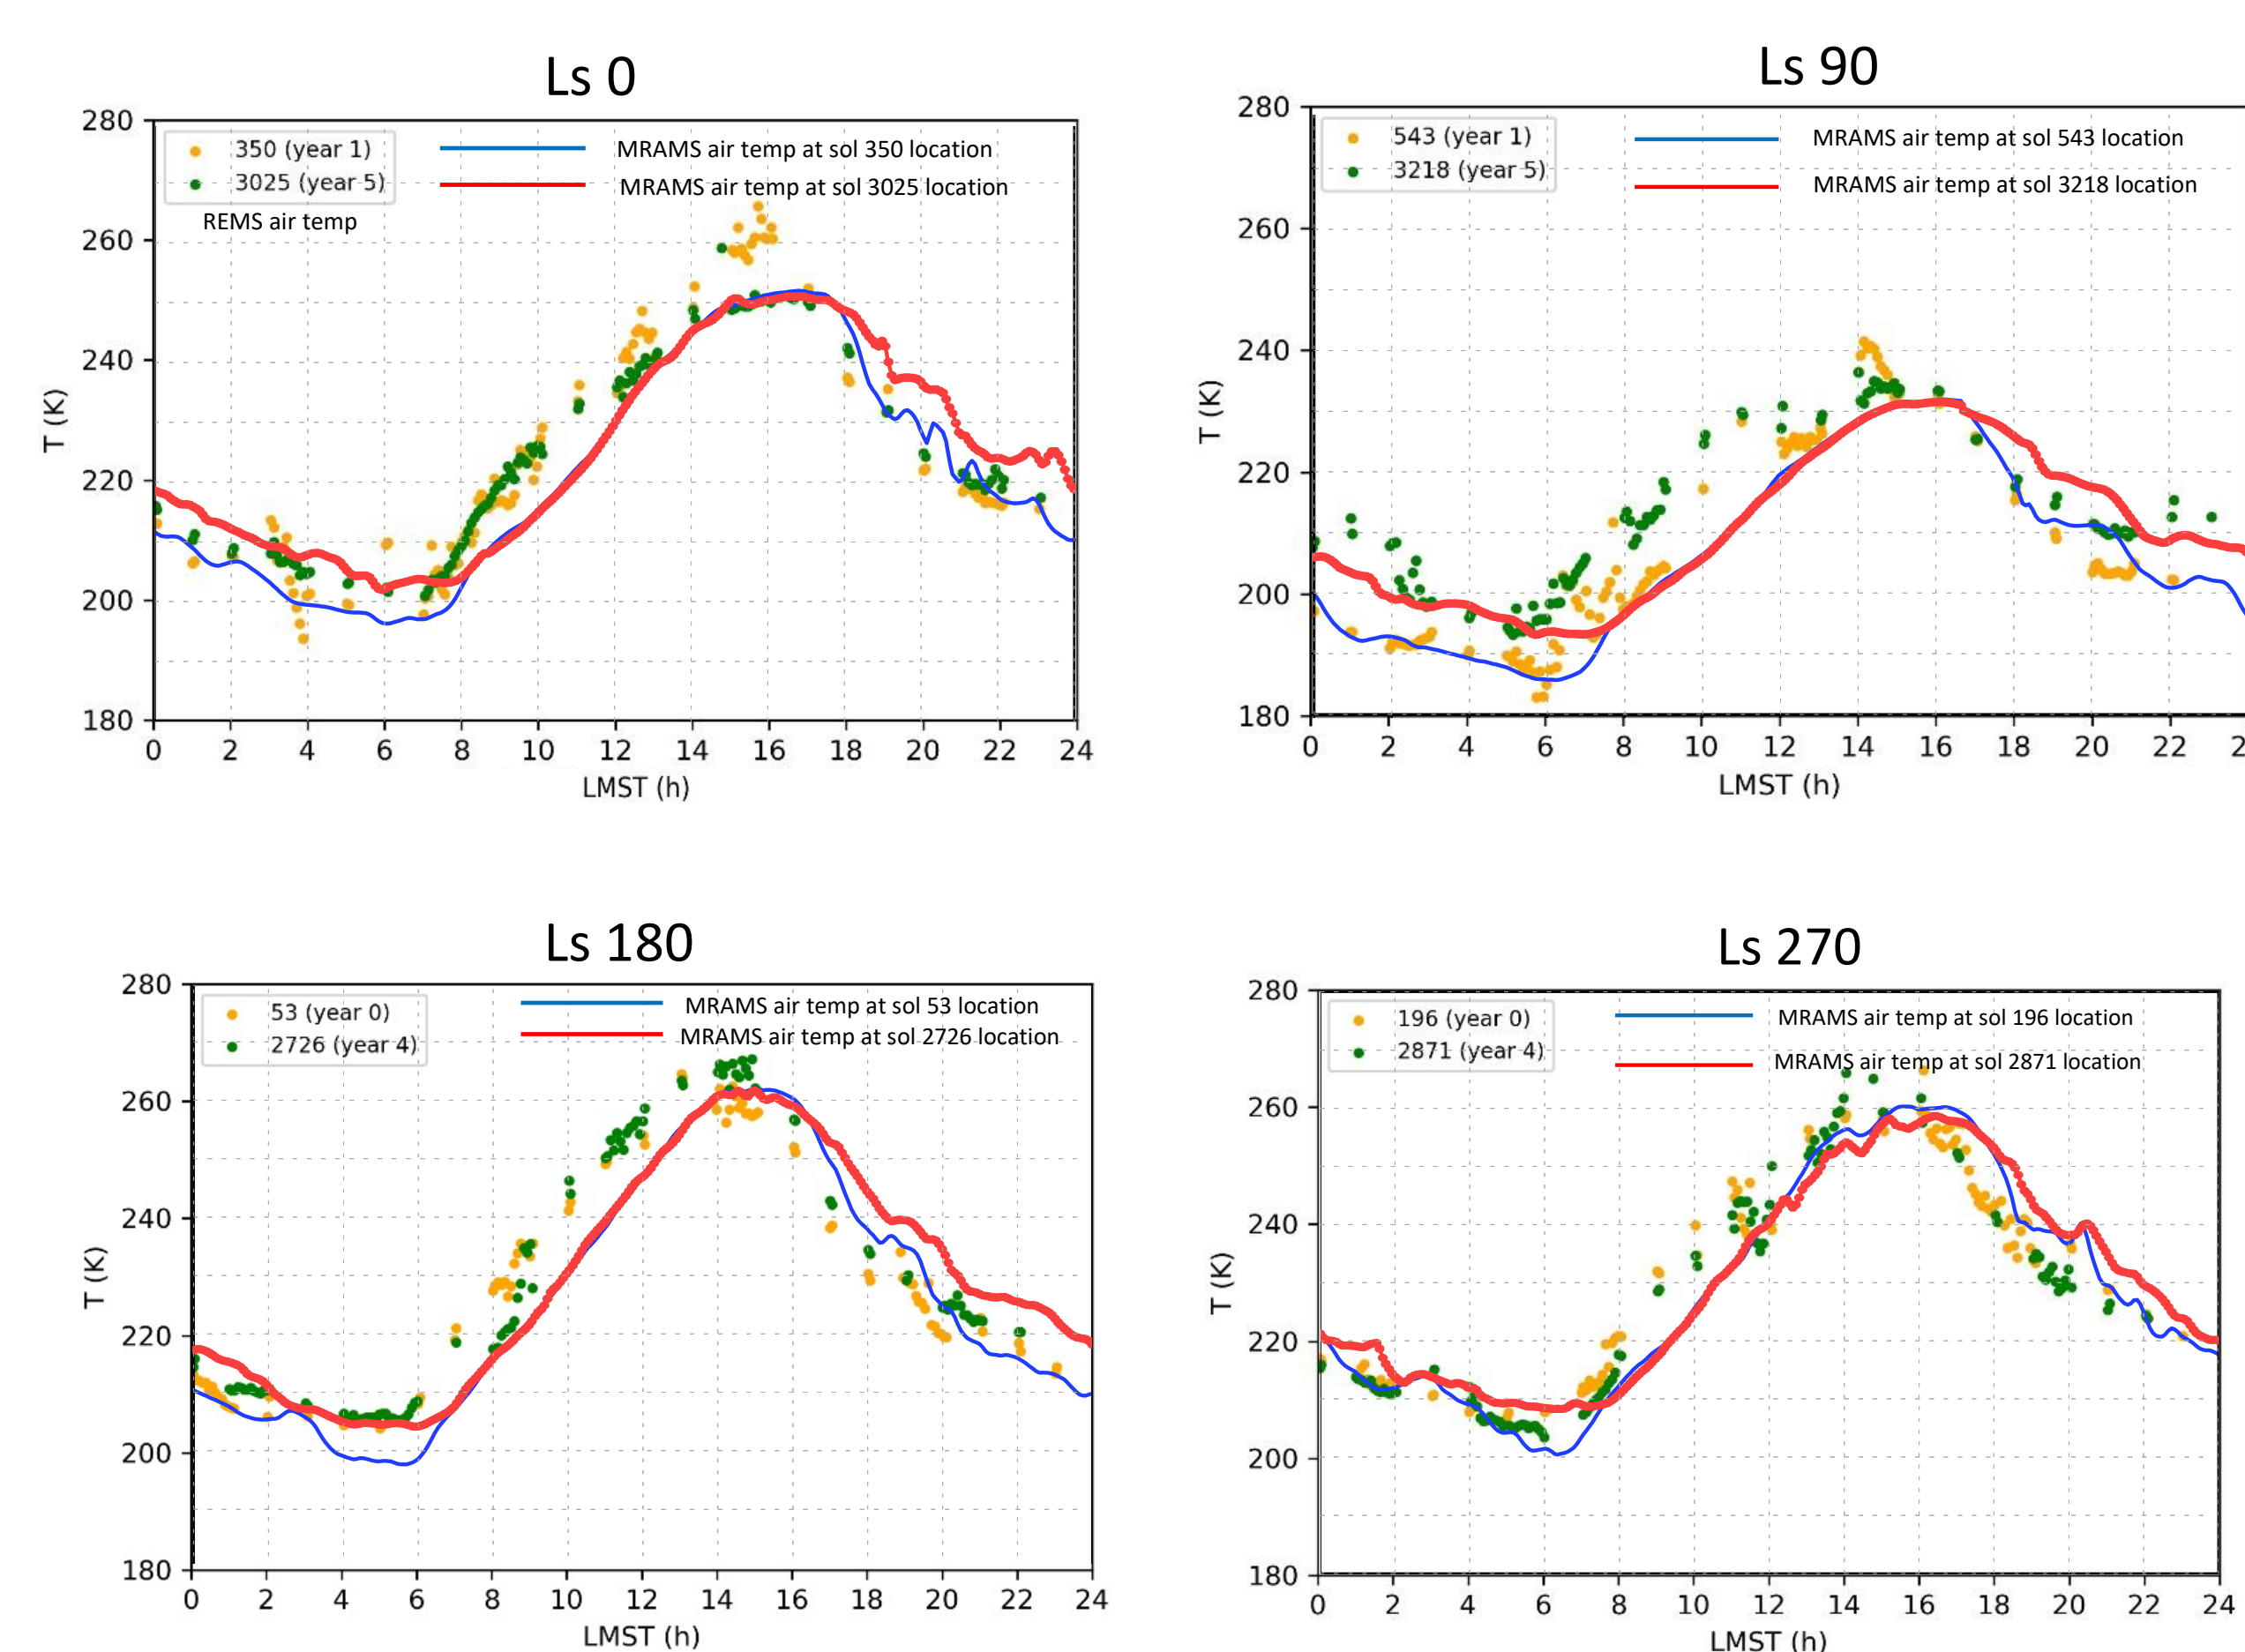 Ls 0
280
260
240
220
200
180
T (K)
350 (year 1)
3025 (year 5)
REMS air temp
MRAMS air temp at sol 350 location
MRAMS air temp at sol 3025 location
0 2 4 6 8 10 12 14 16 18 20 22 24
LMST (h)
Ls 90
280
260
240
220
200
180
T (K)
543 (year 1)
3218 (year 5)
MRAMS air temp at sol 543 location
MRAMS air temp at sol 3218 location
0 2 4 6 8 10 12 14 16 18 20 22 2
LMST (h)
Ls 180
280
260
240
220
200
180
T (K)
53 (year 0)
2726 (year 4)
MRAMS air temp at sol 53 location
MRAMS air temp at sol 2726 location
0 2 4 6 8 10 12 14 16 18 20 22 24
LMST (h)
Ls 270
280
260
240
220
200
180
T (K)
196 (year 0)
2871 (year 4)
MRAMS air temp at sol 196 location
MRAMS air temp at sol 2871 location
0 2 4 6 8 10 12 14 16 18 20 22 24
LMST (h)